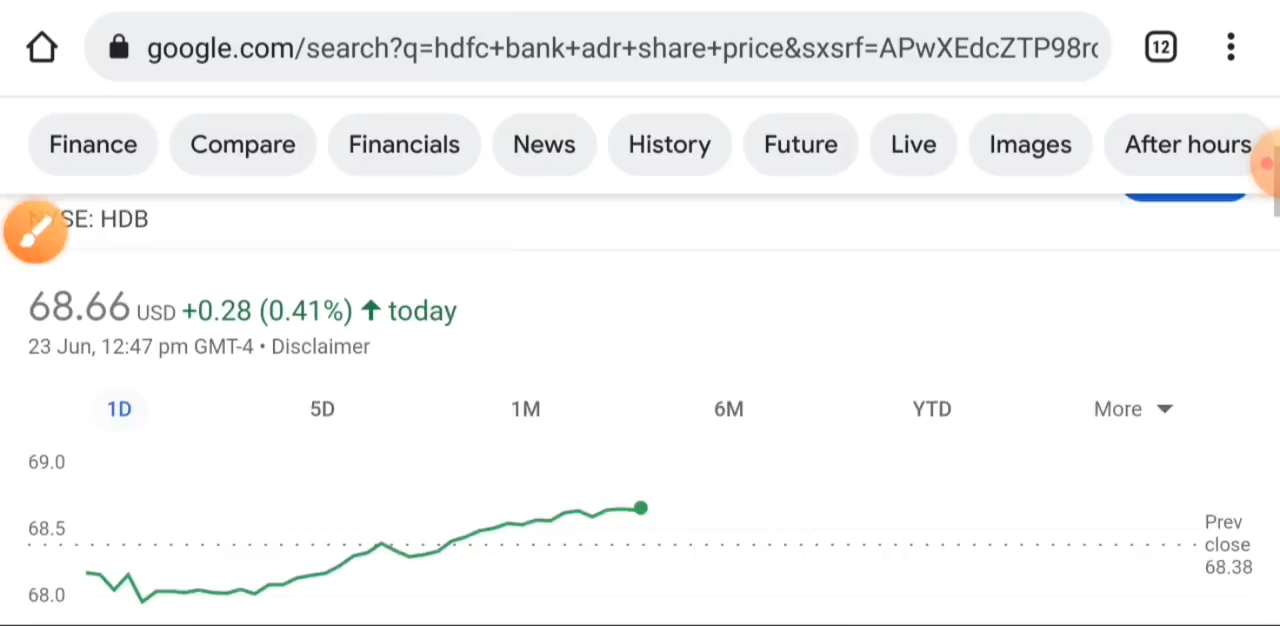 google.com/search?q=hdfc+bank+adr+share+price&sxsrf=APwXEdcZTP98rc
12
Finance Compare Financials News History Future Live Images After hours
NYSE: HDB
68.66 USD +0.28 (0.41%) ↑ today
23 Jun, 12:47 pm GMT-4 • Disclaimer
1D 5D 1M 6M YTD More
69.0
68.5
68.0
Prev
close
68.38